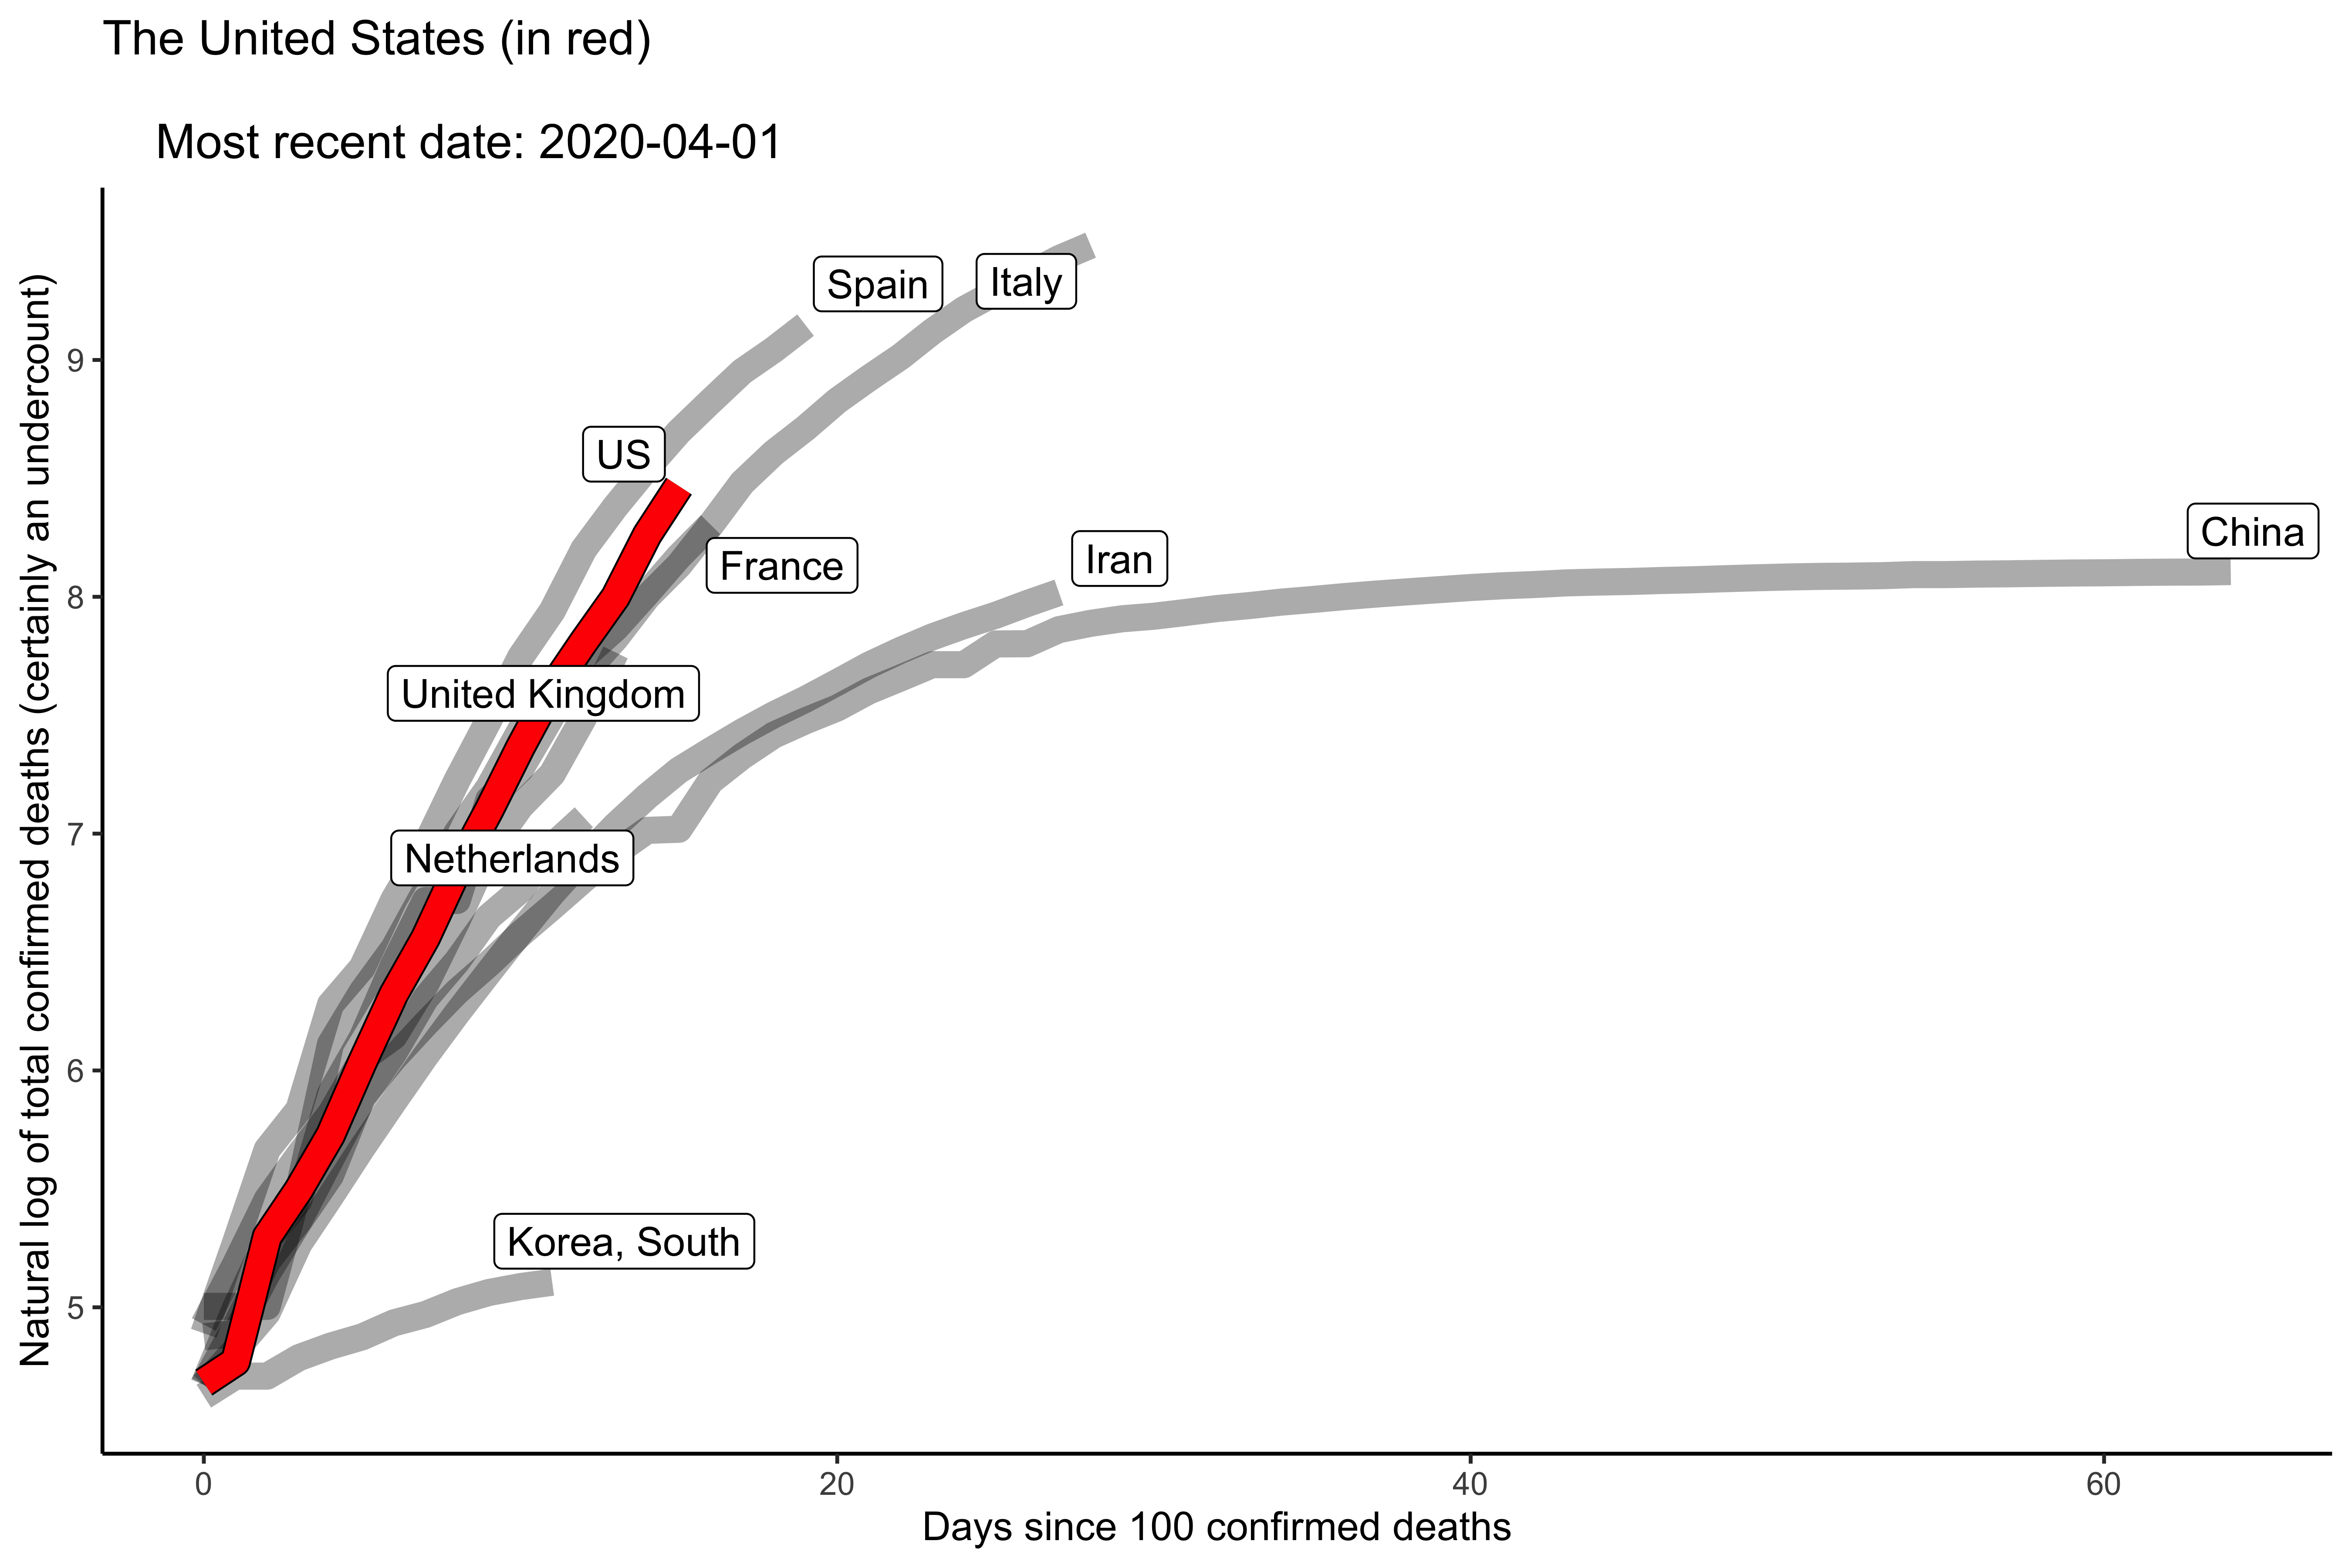 The United States (in red)
Most recent date: 2020-04-01
Natural log of total confirmed deaths (certainly an undercount)
9
8
7
6
5
Spain
Italy
US
France
Iran
China
United Kingdom
Netherlands
Korea, South
0
20
40
60
Days since 100 confirmed deaths